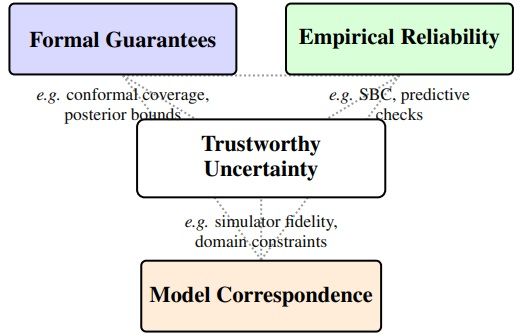 Formal Guarantees
Empirical Reliability
e.g. conformal coverage,
posterior bounds
e.g. SBC, predictive
checks
Trustworthy
Uncertainty
e.g. simulator fidelity,
domain constraints
Model Correspondence